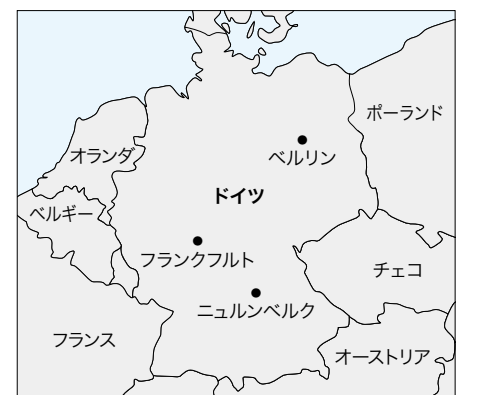 ポーランド
オランダ
ベルリン
ドイツ
ベルギー
フランクフルト
チェコ
ニュルンベルク
フランス
オーストリア